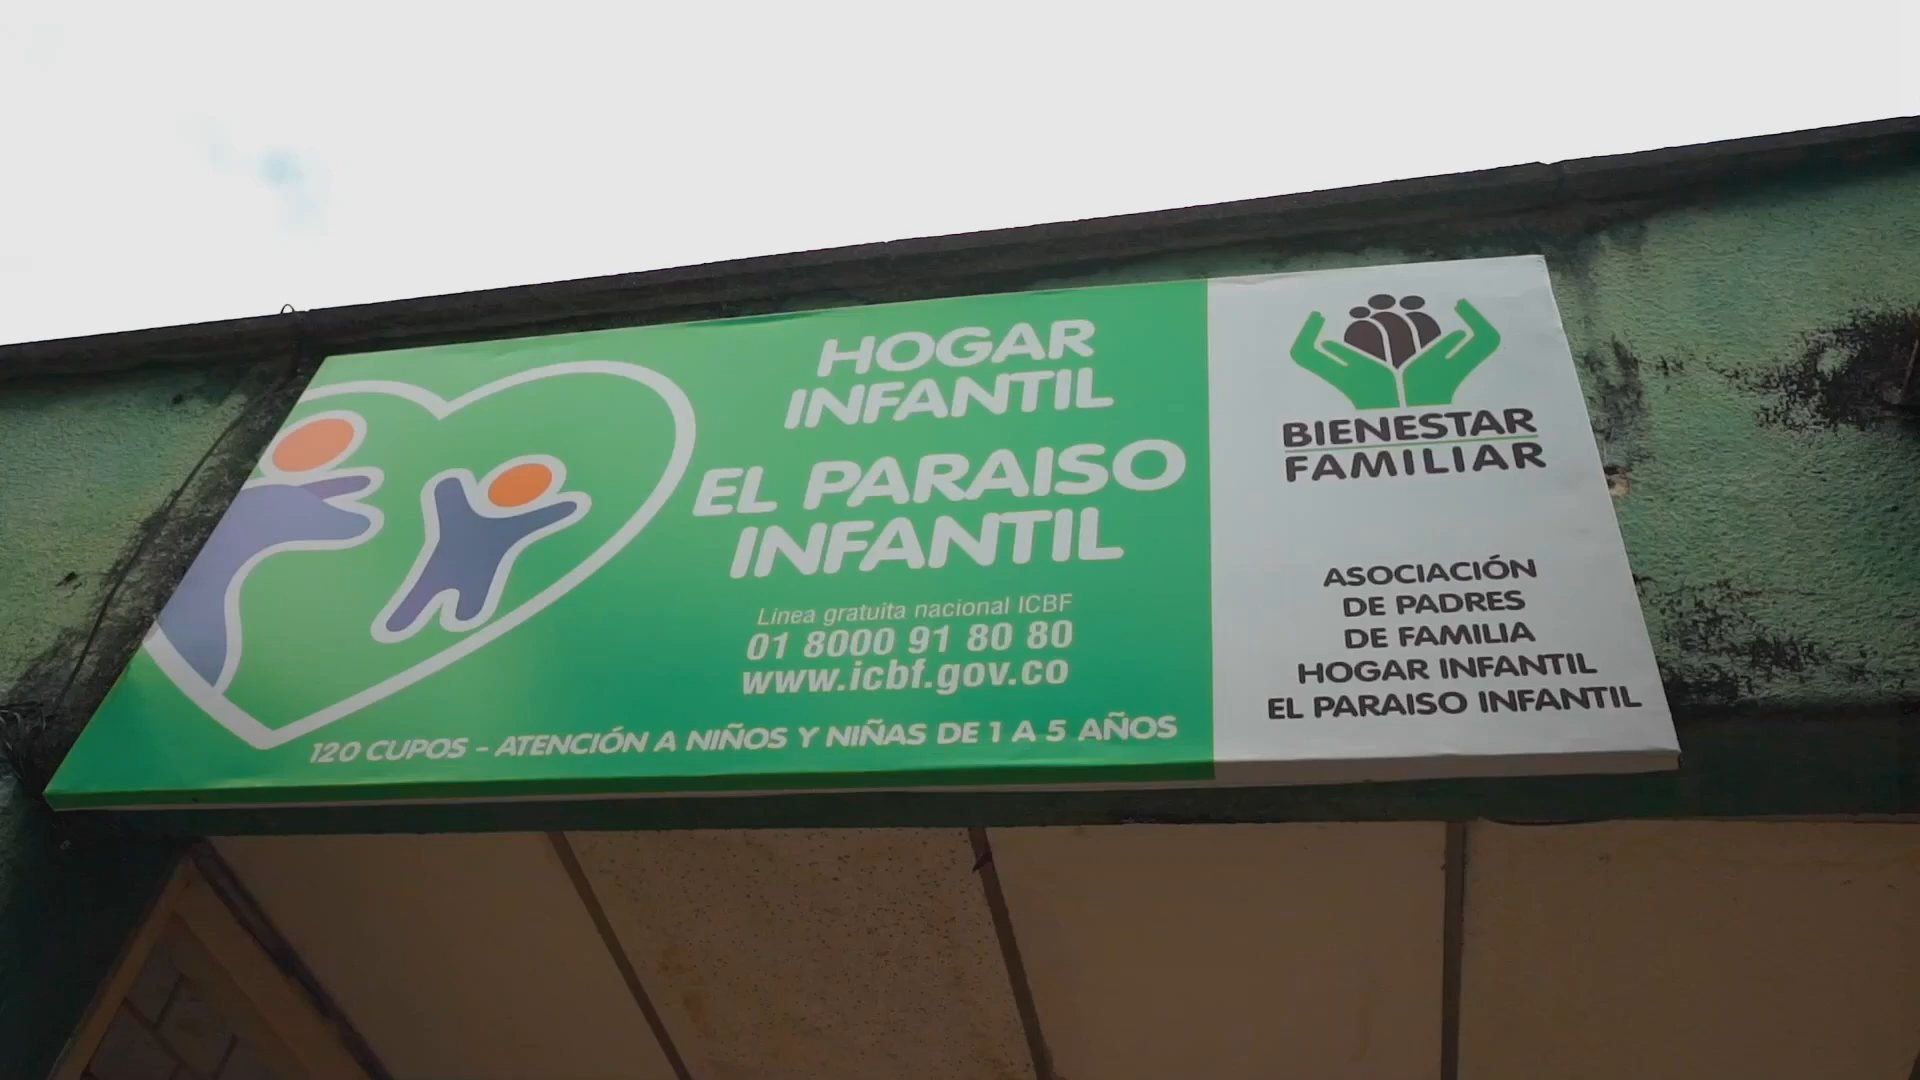 HOGAR
INFANTIL
EL PARAISO
INFANTIL
Línea gratuita nacional ICBF
01 8000 91 80 80
www.icbf.gov.co
120 CUPOS - ATENCIÓN A NIÑOS Y NIÑAS DE 1 A 5 AÑOS
BIENESTAR
FAMILIAR
ASOCIACIÓN
DE PADRES
DE FAMILIA
HOGAR INFANTIL
EL PARAISO INFANTIL